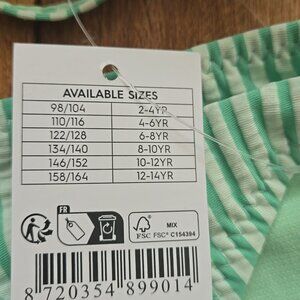 AVAILABLE SIZES
98/104 2-4YR
110/116 4-6YR
122/128 6-8YR
134/140 8-10YR
146/152 10-12YR
158/164 12-14YR
FR
FSC
MIX
FSC® C154394
8 720354 899014